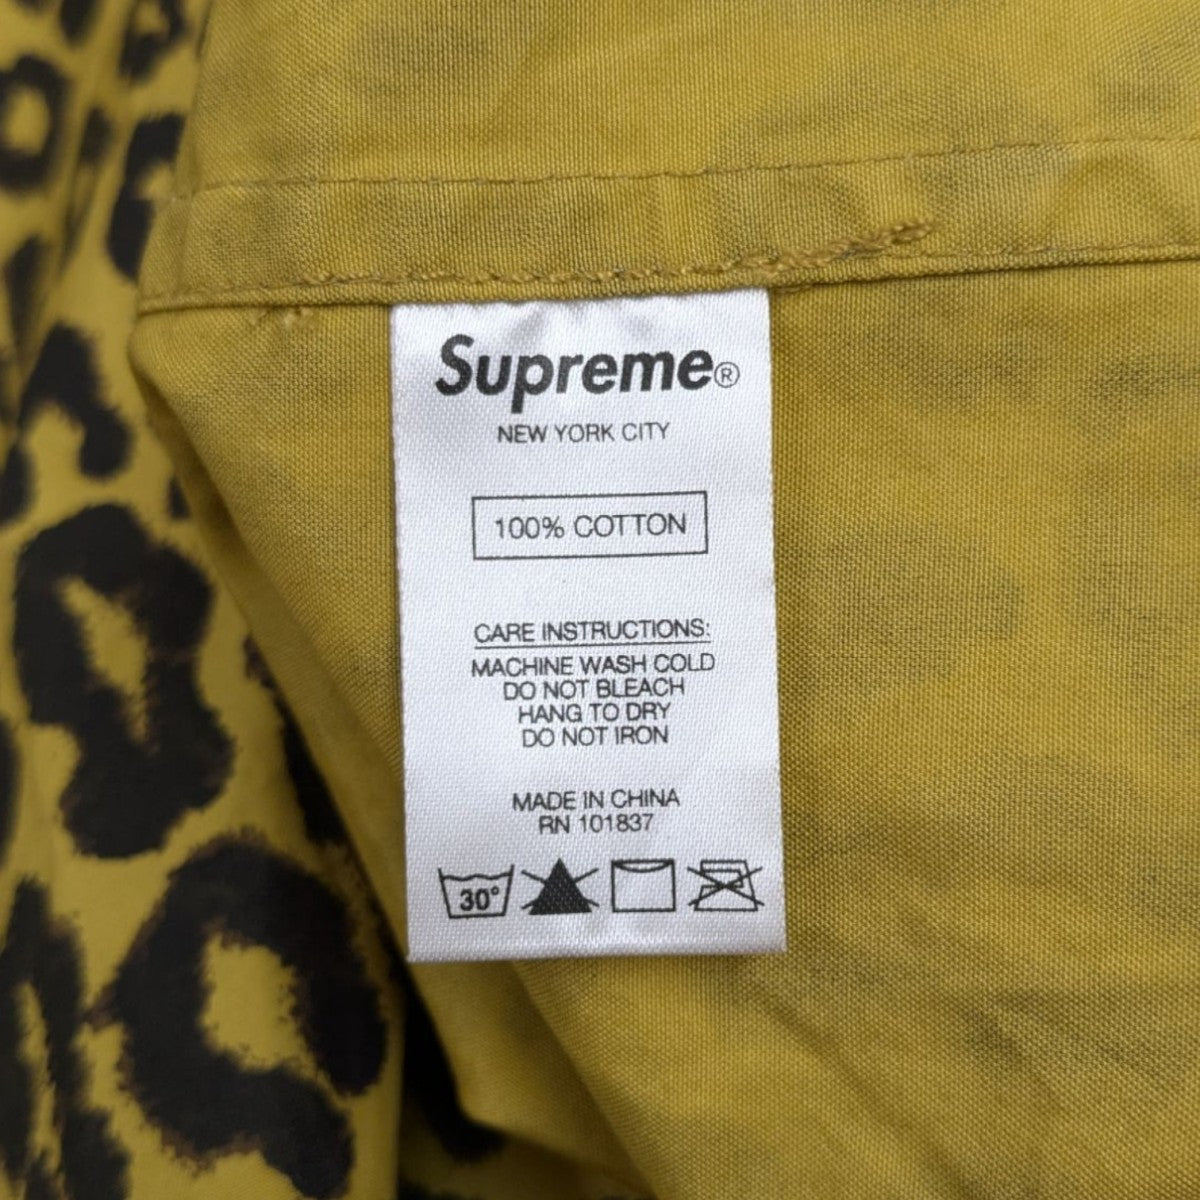 Supreme®
NEW YORK CITY
100% COTTON
CARE INSTRUCTIONS:
MACHINE WASH COLD
DO NOT BLEACH
HANG TO DRY
DO NOT IRON
MADE IN CHINA
RN 101837
30°